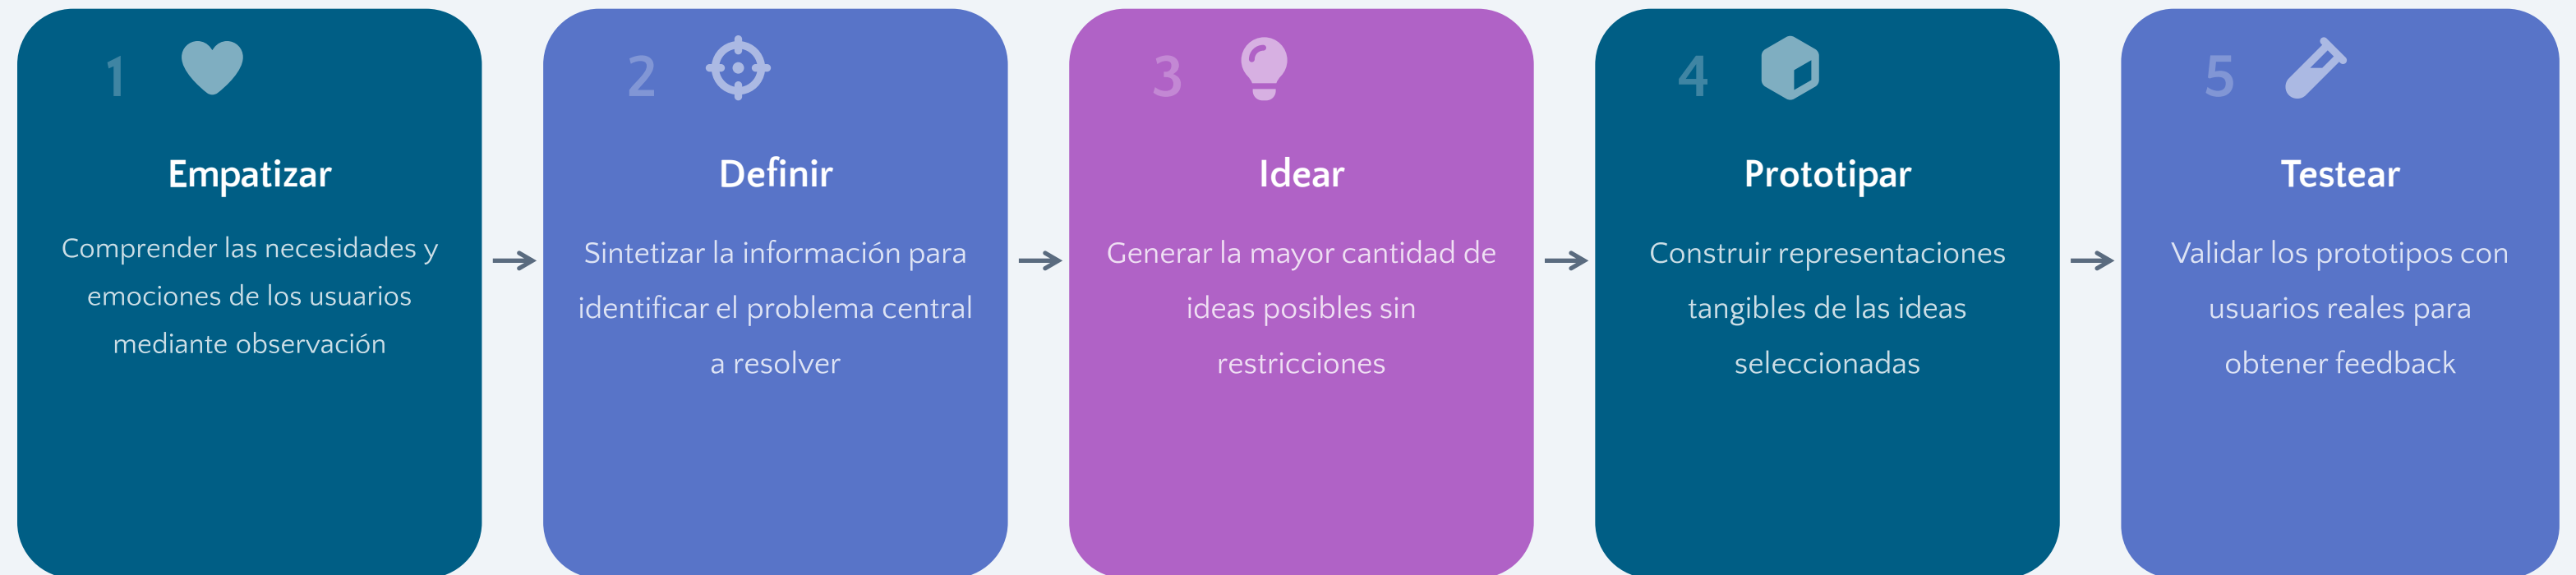 1
Empatizar
Comprender las necesidades y
emociones de los usuarios
mediante observación
2
Definir
Sintetizar la información para
identificar el problema central
a resolver
3
Idear
Generar la mayor cantidad de
ideas posibles sin
restricciones
4
Prototipar
Construir representaciones
tangibles de las ideas
seleccionadas
5
Testear
Validar los prototipos con
usuarios reales para
obtener feedback